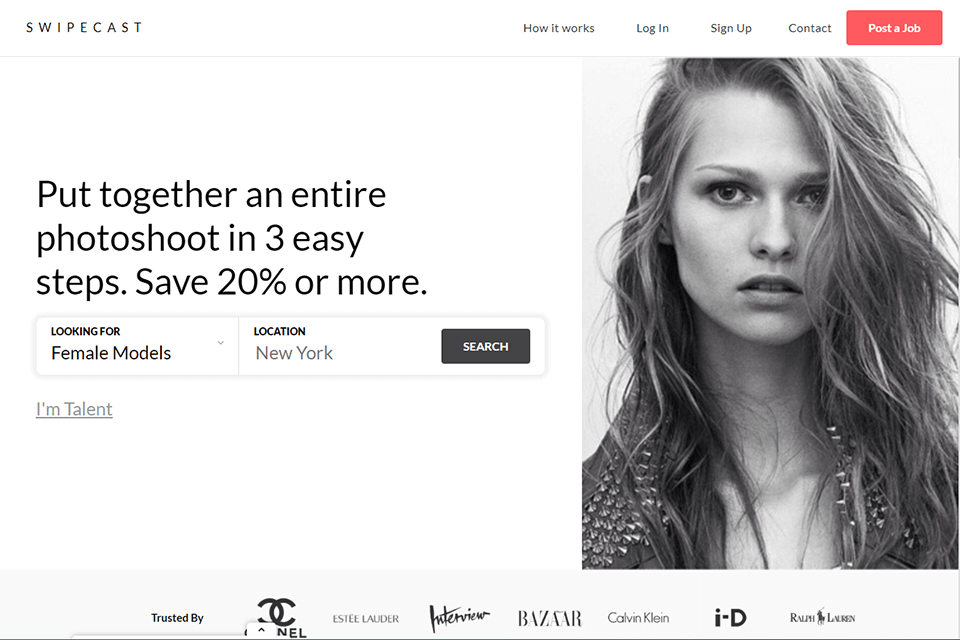 SWIPECAST
How it works
Log In
Sign Up
Contact
Post a Job
Put together an entire
photoshoot in 3 easy
steps. Save 20% or more.
LOOKING FOR
LOCATION
Female Models
New York
SEARCH
I'm Talent
Trusted By
NEL
ESTĒE LAUDER
Interview
BAZAAR
Calvin Klein
i-D
RALPH LAUREN